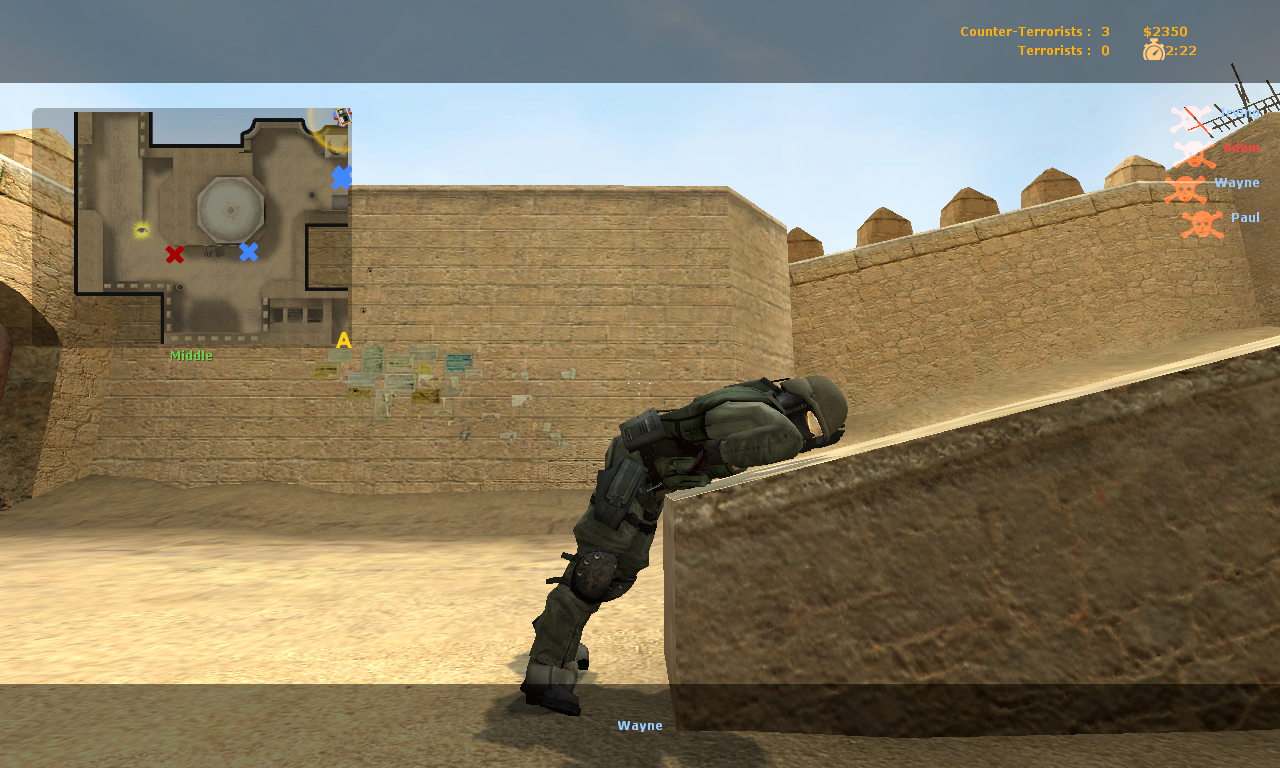 Counter-Terrorists : 3 $2350
Terrorists : 0 2:22
Adam
Wayne
Paul
A
Middle
Wayne